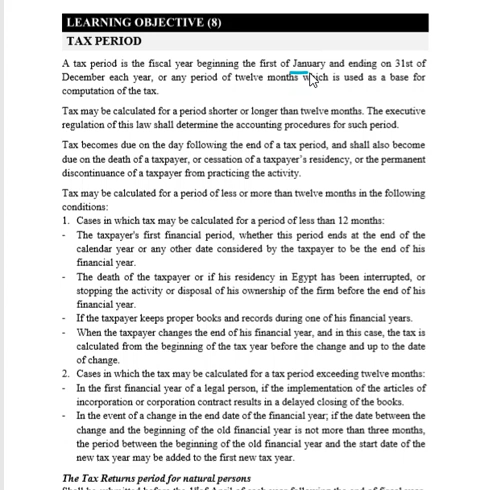 LEARNING OBJECTIVE (8)
TAX PERIOD
A tax period is the fiscal year beginning the first of January and ending on 31st of
December each year, or any period of twelve months which is used as a base for
computation of the tax.
Tax may be calculated for a period shorter or longer than twelve months. The executive
regulation of this law shall determine the accounting procedures for such period.
Tax becomes due on the day following the end of a tax period, and shall also become
due on the death of a taxpayer, or cessation of a taxpayer's residency, or the permanent
discontinuance of a taxpayer from practicing the activity.
Tax may be calculated for a period of less or more than twelve months in the following
conditions:
1. Cases in which tax may be calculated for a period of less than 12 months:
- The taxpayer's first financial period, whether this period ends at the end of the
calendar year or any other date considered by the taxpayer to be the end of his
financial year.
- The death of the taxpayer or if his residency in Egypt has been interrupted, or
stopping the activity or disposal of his ownership of the firm before the end of his
financial year.
- If the taxpayer keeps proper books and records during one of his financial years.
- When the taxpayer changes the end of his financial year, and in this case, the tax is
calculated from the beginning of the tax year before the change and up to the date
of change.
2. Cases in which the tax may be calculated for a tax period exceeding twelve months:
- In the first financial year of a legal person, if the implementation of the articles of
incorporation or corporation contract results in a delayed closing of the books.
- In the event of a change in the end date of the financial year; if the date between the
change and the beginning of the old financial year is not more than three months,
the period between the beginning of the old financial year and the start date of the
new tax year may be added to the first new tax year.
The Tax Returns period for natural persons